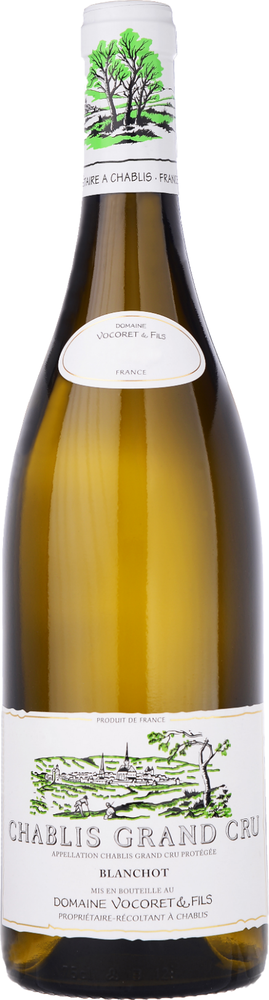 A CHABLIS · FRANCE
DOMAINE
VOCORET & FILS
FRANCE
PRODUIT DE FRANCE
CHABLIS GRAND CRU
APPELLATION CHABLIS GRAND CRU PROTÉGÉE
BLANCHOT
MIS EN BOUTEILLE AU
DOMAINE VOCORET & FILS
PROPRIÉTAIRE-RÉCOLTANT À CHABLIS